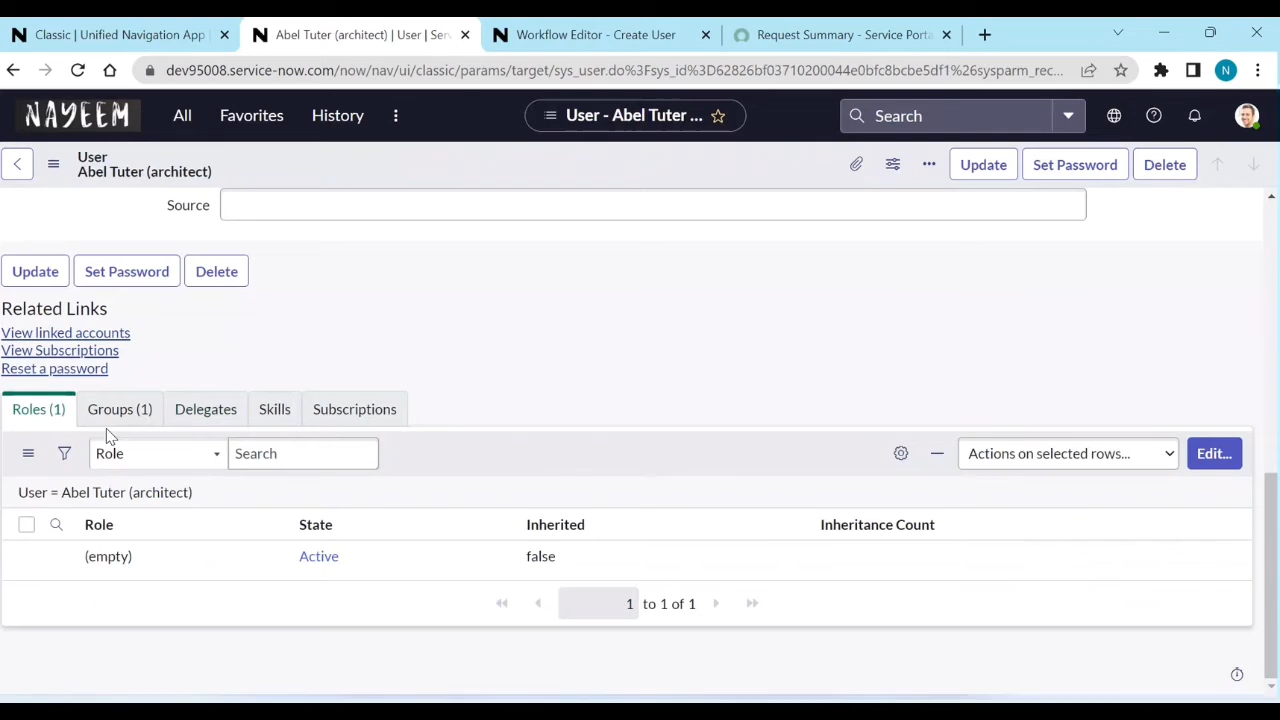 Classic | Unified Navigation App
Abel Tuter (architect) | User | Serv
Workflow Editor - Create User
Request Summary - Service Porta
dev95008.service-now.com/now/nav/ui/classic/params/target/sys_user.do%3Fsys_id%3D62826bf03710200044e0bfc8bcbe5df1%26sysparm_rec...
N
NAYEEM
All
Favorites
History
User - Abel Tuter ...
Search
User
Abel Tuter (architect)
Update
Set Password
Delete
Source
Update
Set Password
Delete
Related Links
View linked accounts
View Subscriptions
Reset a password
Roles (1)
Groups (1)
Delegates
Skills
Subscriptions
Role
Search
Actions on selected rows...
Edit...
User = Abel Tuter (architect)
Role State Inherited Inheritance Count
(empty) Active false
1 to 1 of 1